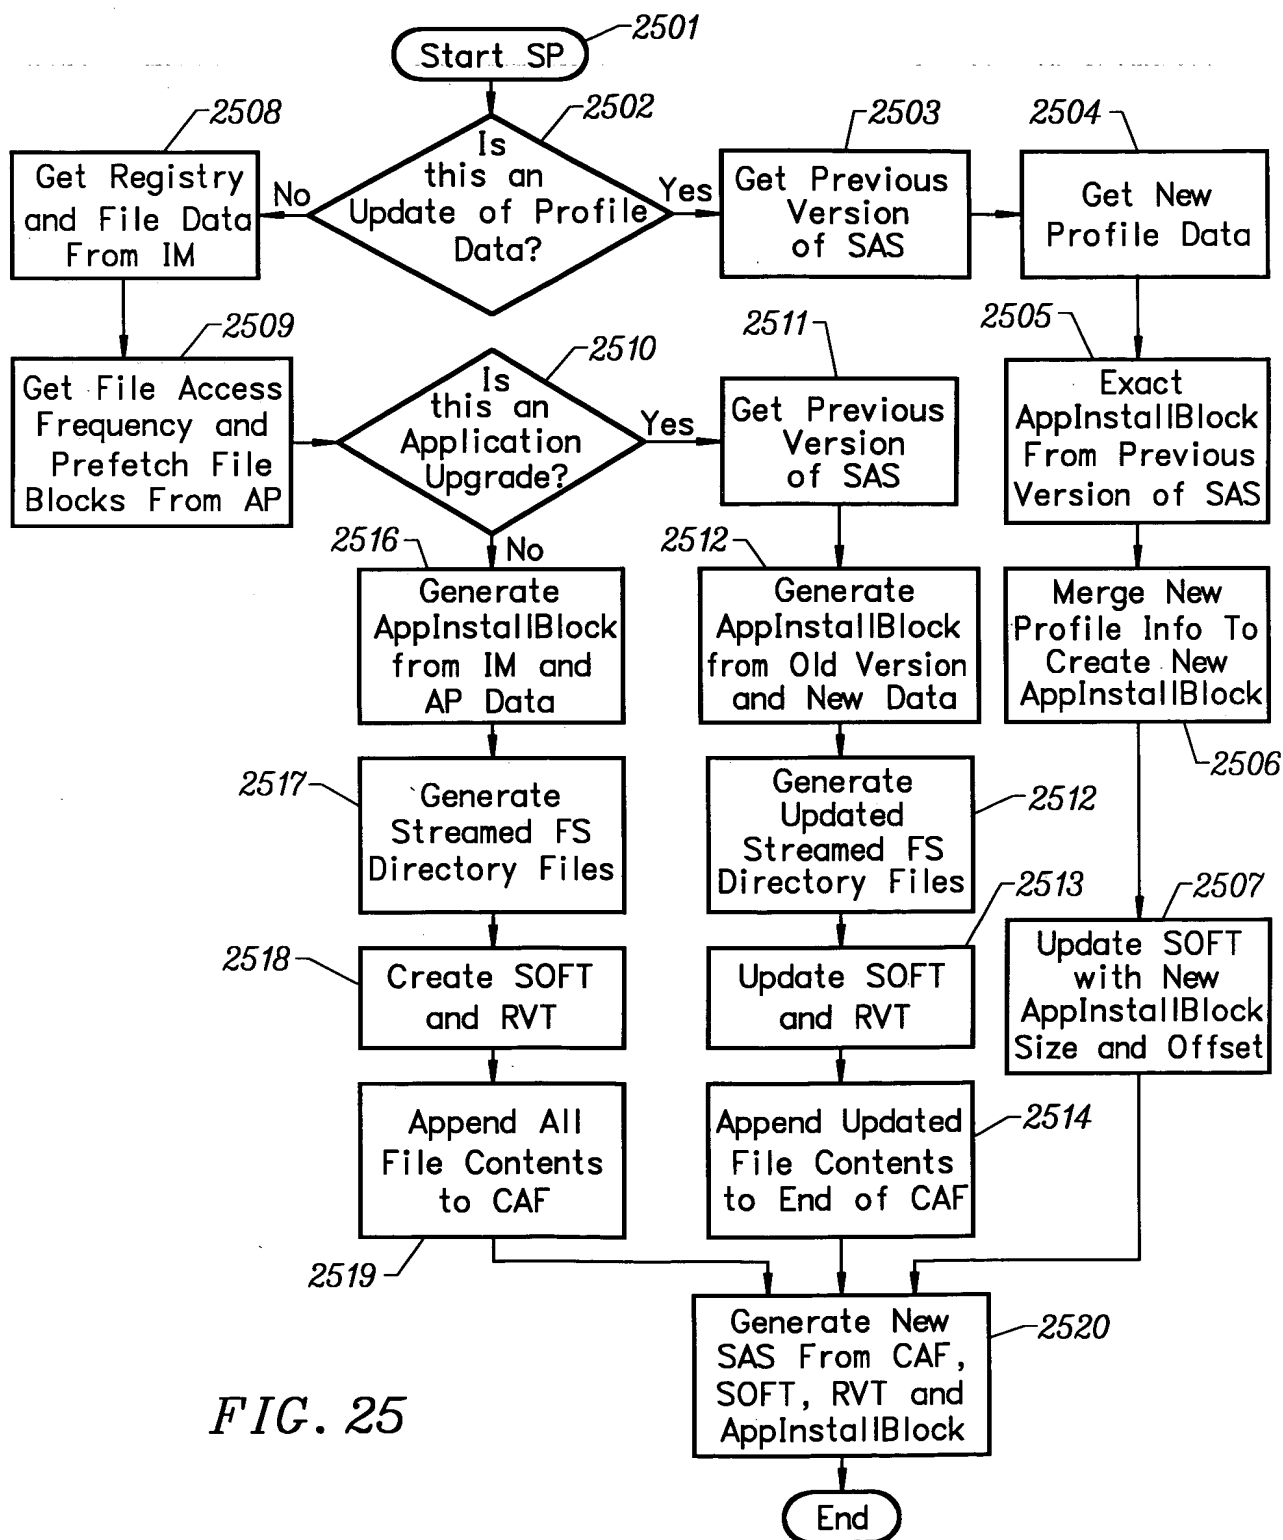 2501
Start SP
2508
2502
2503
2504
Get Registry
and File Data
From IM
No
Is
this an
Update of Profile
Data?
Yes
Get Previous
Version
of SAS
Get New
Profile Data
2509
2510
2511
2505
Get File Access
Frequency and
Prefetch File
Blocks From AP
Is
this an
Application
Upgrade?
Yes
Get Previous
Version
of SAS
Exact
AppInstallBlock
From Previous
Version of SAS
2516
No
2512
Generate
AppInstallBlock
from IM and
AP Data
Generate
AppInstallBlock
from Old Version
and New Data
Merge New
Profile Info To
Create New
AppInstallBlock
2506
2517
Generate
Streamed FS
Directory Files
Generate
Updated
Streamed FS
Directory Files
2512
2518
Create SOFT
and RVT
Update SOFT
and RVT
2513
2507
Update SOFT
with New
AppInstallBlock
Size and Offset
Append All
File Contents
to CAF
2519
Append Updated
File Contents
to End of CAF
2514
Generate New
SAS From CAF,
SOFT, RVT and
AppInstallBlock
2520
FIG. 25
End